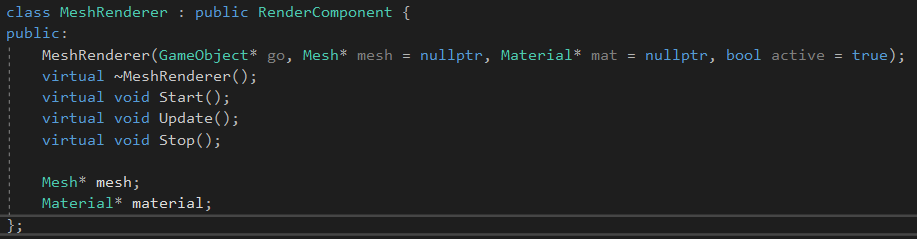 class MeshRenderer : public RenderComponent {
public:
    MeshRenderer(GameObject* go, Mesh* mesh = nullptr, Material* mat = nullptr, bool active = true);
    virtual ~MeshRenderer();
    virtual void Start();
    virtual void Update();
    virtual void Stop();

    Mesh* mesh;
    Material* material;
};